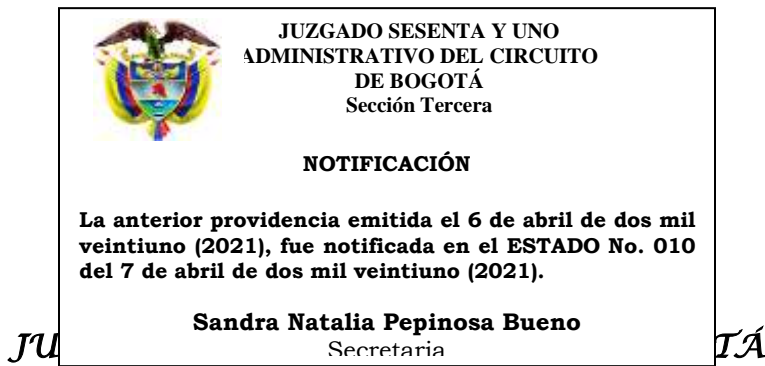 JUZGADO SESENTA Y UNO
ADMINISTRATIVO DEL CIRCUITO
DE BOGOTÁ
Sección Tercera
NOTIFICACIÓN
La anterior providencia emitida el 6 de abril de dos mil
veintiuno (2021), fue notificada en el ESTADO No. 010
del 7 de abril de dos mil veintiuno (2021).
Sandra Natalia Pepinosa Bueno
Secretaria
JU TÁ